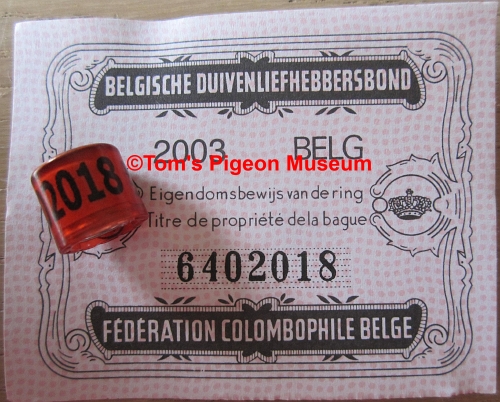 BELGISCHE DUIVENLIEFHEBBERSBOND
2003 BELG
©Tom's Pigeon Museum
2018
Eigendomsbewijs van de ring
Titre de propriété de la bague
6402018
FÉDÉRATION COLOMBOPHILE BELGE